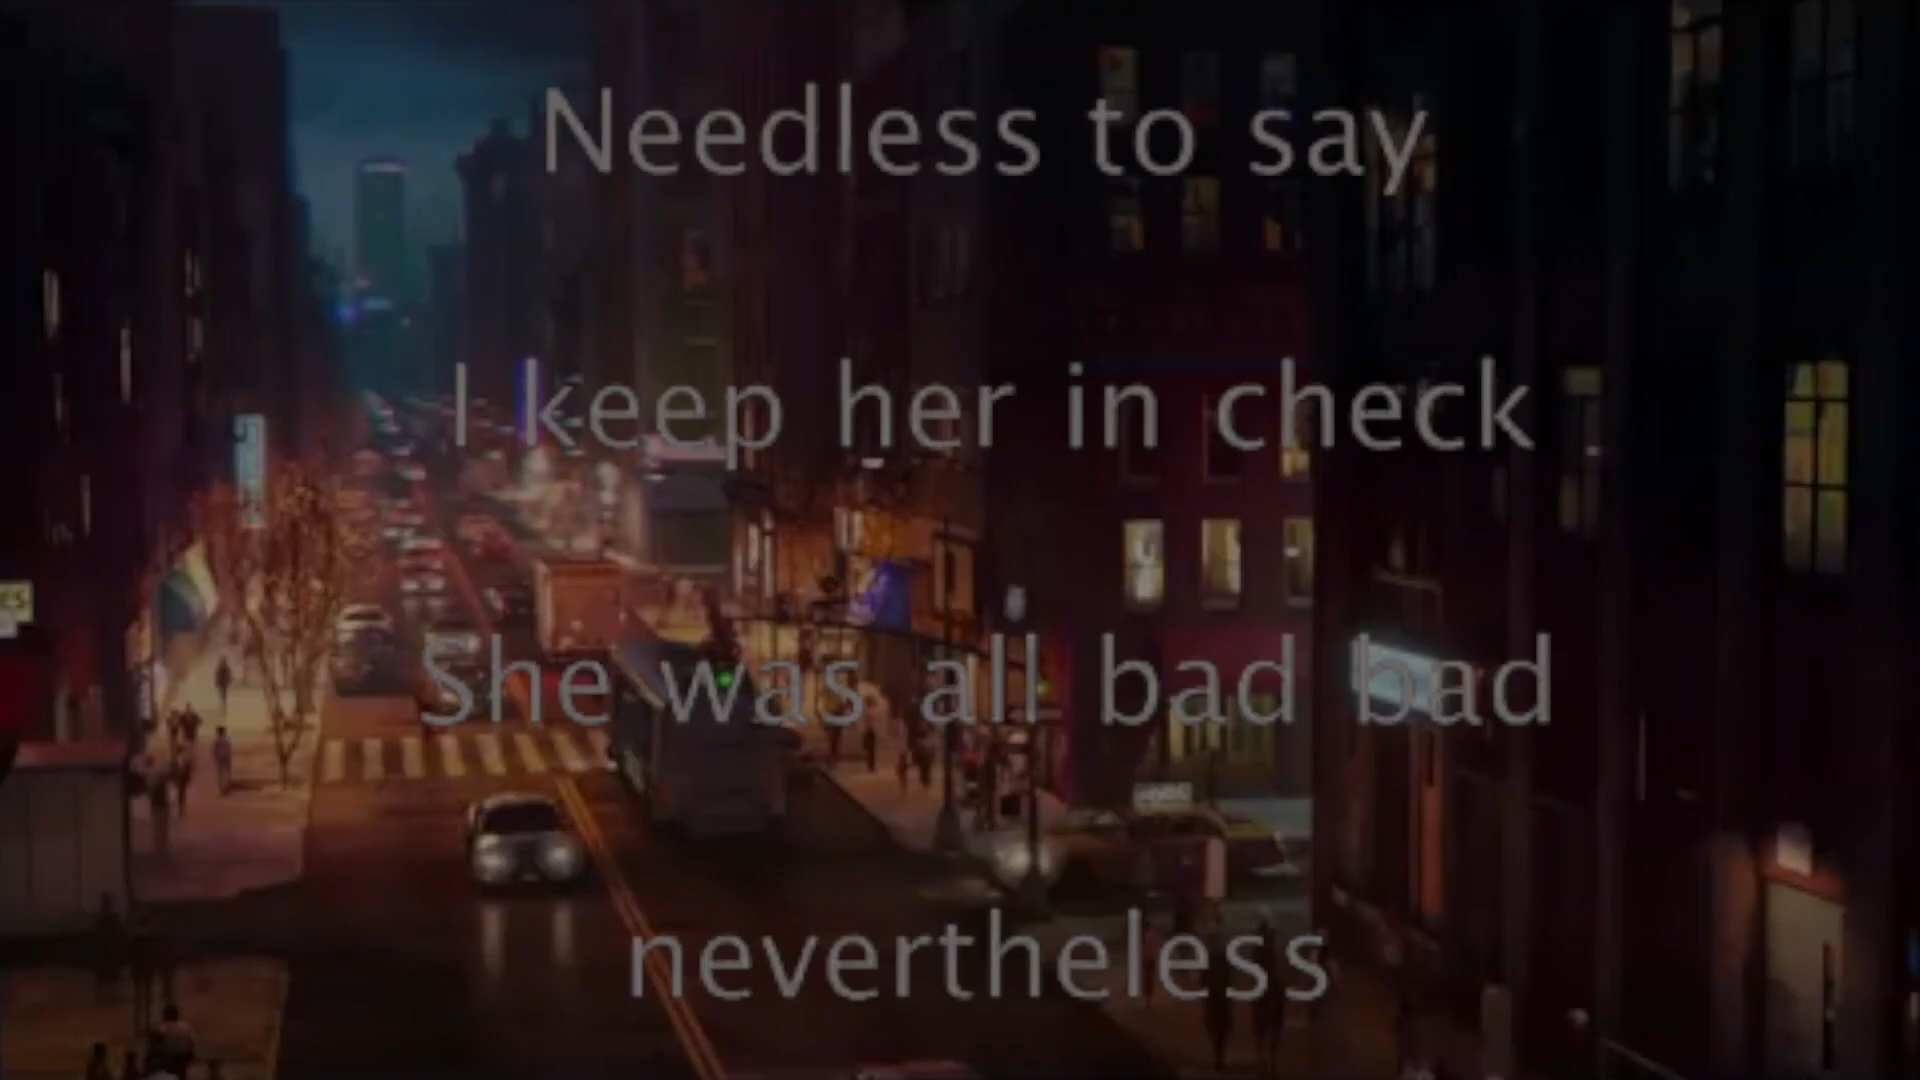 Needless to say
I keep her in check
She was all bad bad
nevertheless